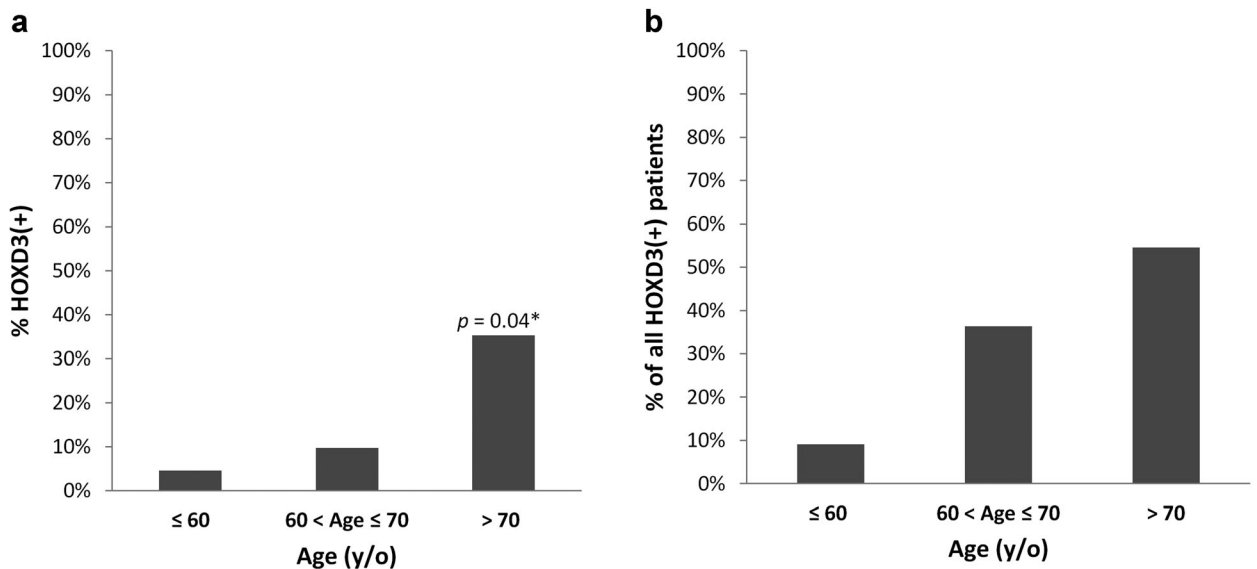 a
% HOXD3(+)
100%
90%
80%
70%
60%
50%
40%
30%
20%
10%
0%
p = 0.04*
≤ 60
60 < Age ≤ 70
> 70
Age (y/o)
b
% of all HOXD3(+) patients
100%
90%
80%
70%
60%
50%
40%
30%
20%
10%
0%
≤ 60
60 < Age ≤ 70
> 70
Age (y/o)